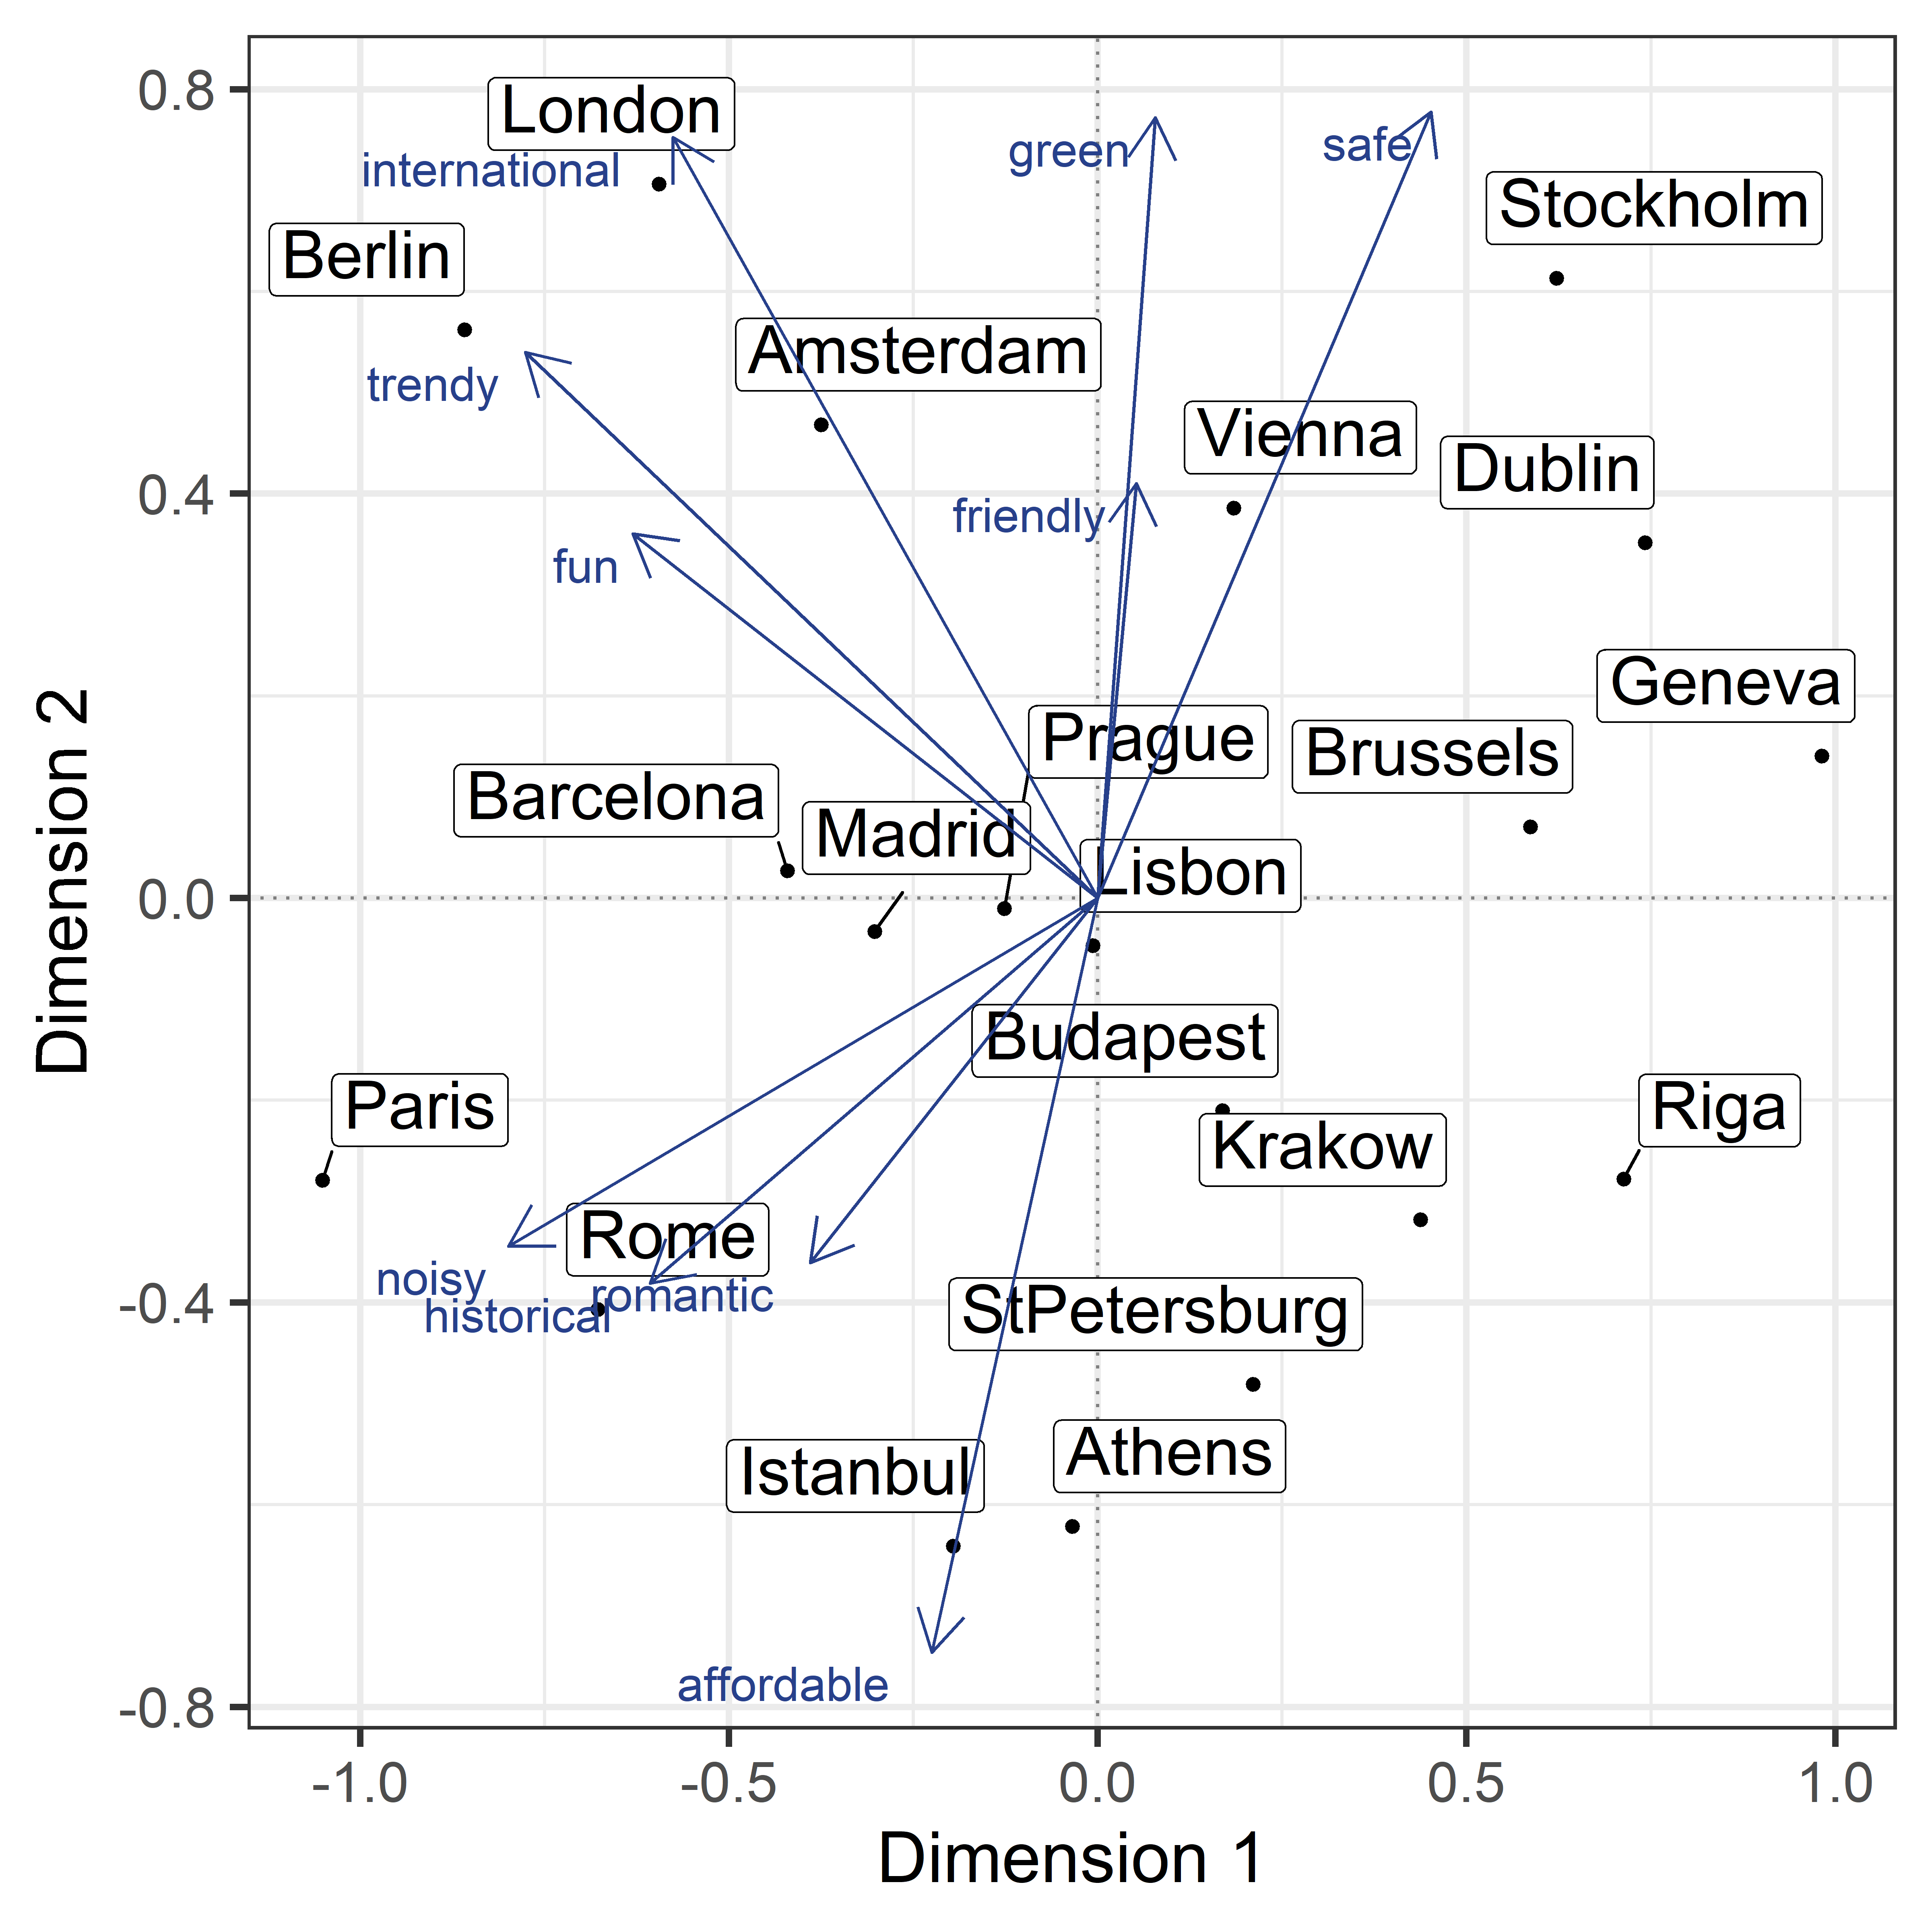 0.8
London
green
safe
international
Stockholm
Berlin
Amsterdam
trendy
Vienna
Dublin
0.4
friendly
fun
Geneva
Prague
Brussels
Barcelona
Madrid
Lisbon
0.0
Dimension 2
Budapest
Paris
Riga
Krakow
Rome
noisy
romantic
historical
-0.4
StPetersburg
Athens
Istanbul
affordable
-0.8
-1.0
-0.5
0.0
0.5
1.0
Dimension 1